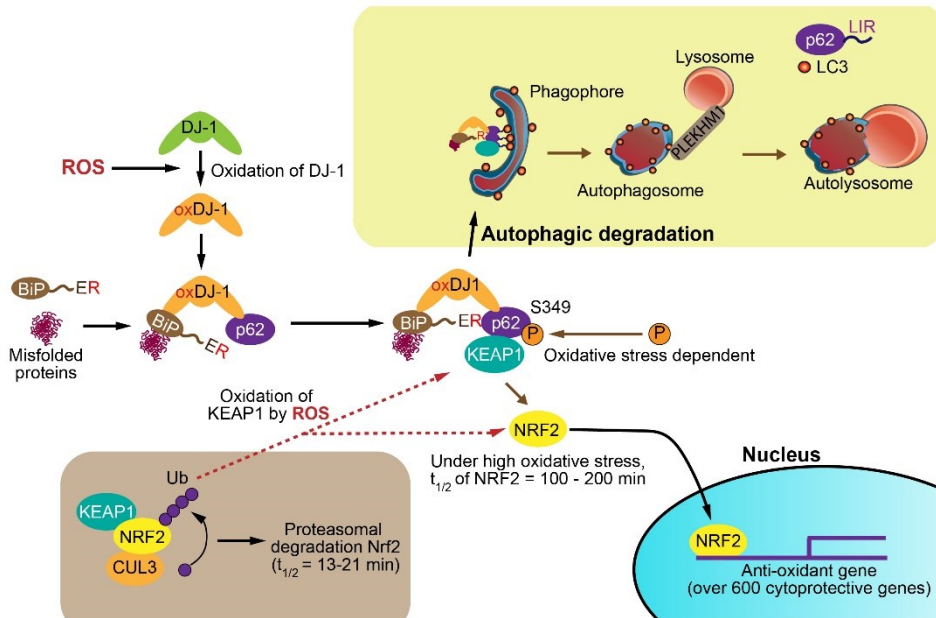 DJ-1
ROS
Oxidation of DJ-1
oxDJ-1
BiP
ER
Misfolded
proteins
oxDJ-1
BiP
ER
p62
p62
LIR
LC3
Lysosome
Phagophore
R
PLEKHM1
Autophagosome
Autolysosome
Autophagic degradation
oxDJ1
BiP
ER
p62
S349
P
P
KEAP1
Oxidative stress dependent
Oxidation of
KEAP1 by ROS
NRF2
Under high oxidative stress,
t1/2 of NRF2 = 100 - 200 min
Ub
KEAP1
NRF2
CUL3
Proteasomal
degradation Nrf2
(t1/2 = 13-21 min)
Nucleus
NRF2
Anti-oxidant gene
(over 600 cytoprotective genes)